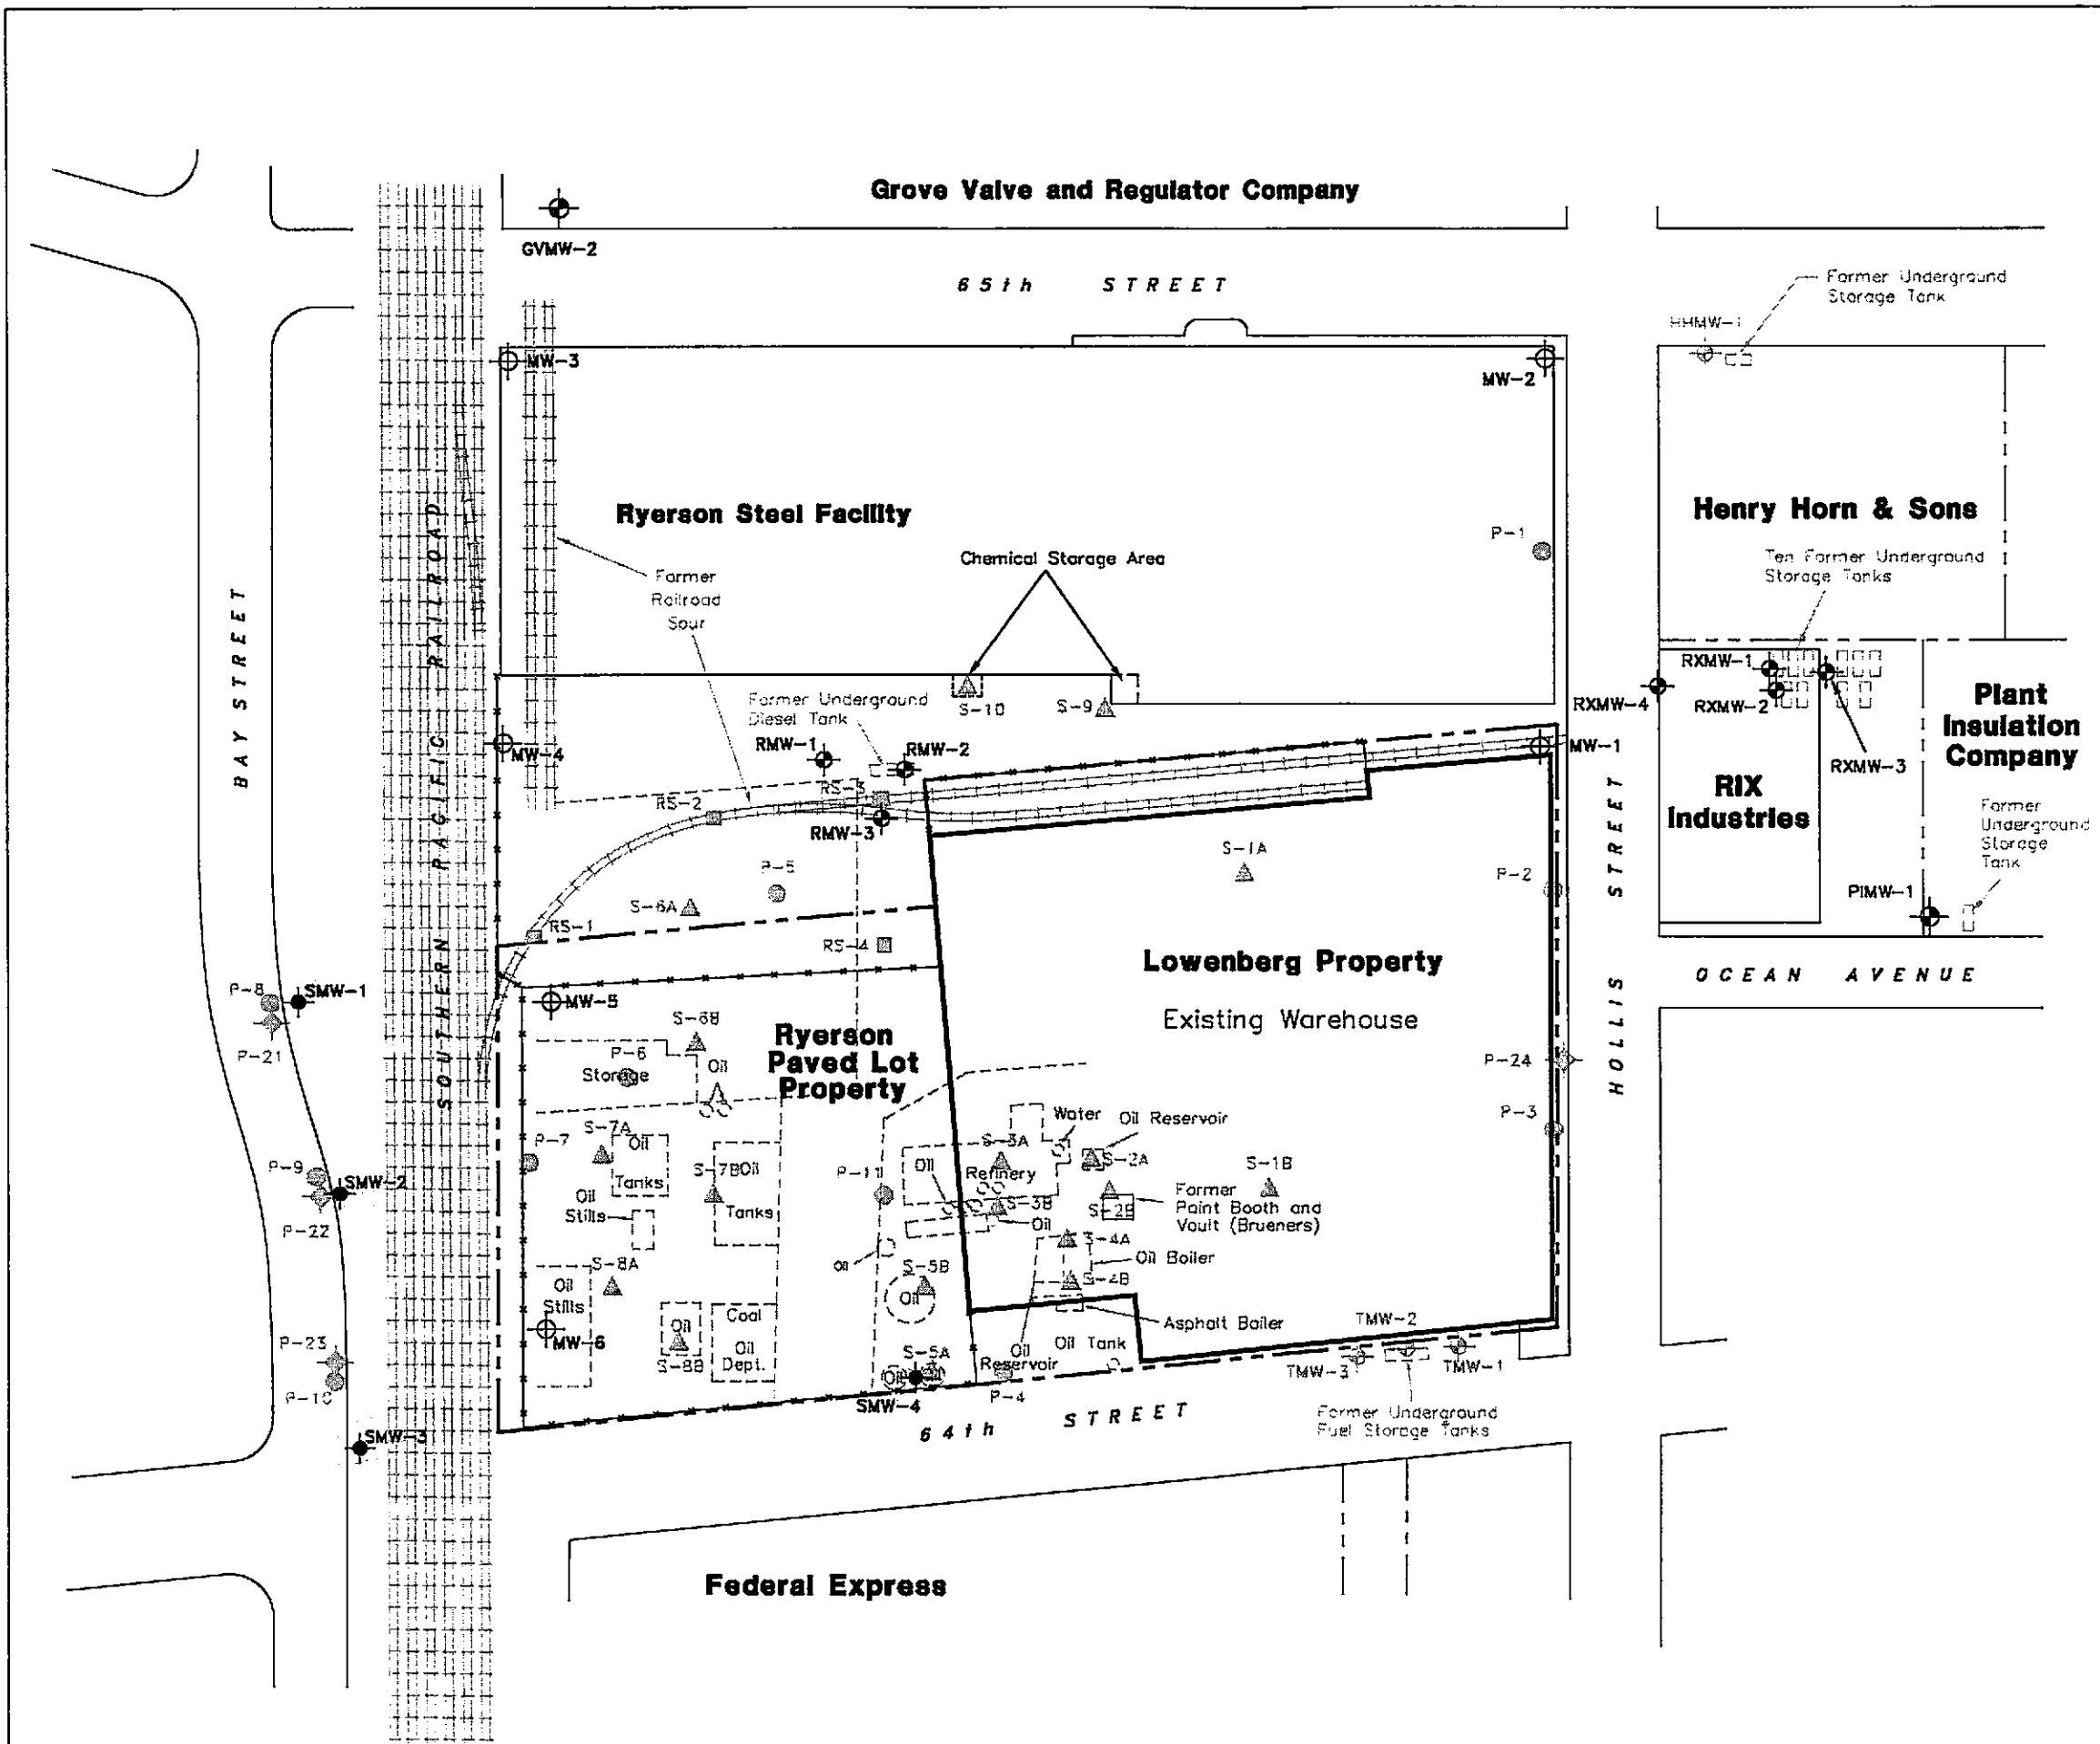 Grove Valve and Regulator Company
GVMW-2
65th STREET
Former Underground
Storage Tank
HHMW-1
MW-3
MW-2
Ryerson Steel Facility
Henry Horn & Sons
P-1
Chemical Storage Area
Ten Former Underground
Storage Tanks
Former
Railroad
Spur
BAY STREET
SOUTHERN PACIFIC RAILROAD
RXMW-1
RXMW-4
RXMW-2
RXMW-3
Plant
Insulation
Company
S-10
S-9
Former Underground
Diesel Tank
RMW-1
RMW-2
MW-4
MW-1
RS-3
RS-2
RMW-3
RIX
Industries
Former
Underground
Storage
Tank
HOLLIS STREET
S-1A
P-5
P-2
PIMW-1
S-6A
RS-1
RS-4
Lowenberg Property
Existing Warehouse
OCEAN AVENUE
P-8
SMW-1
MW-5
P-21
S-6B
Ryerson
Paved Lot
Property
P-6
Storage
Oil
P-24
P-3
Water
Oil Reservoir
S-7A
P-7
Oil
Tanks
S-7B
Oil
Tanks
P-11
Oil
S-3A
Refinery
S-2A
S-1B
P-9
SMW-2
P-22
Oil
Stills
S-3B
Oil
S-2B
Former
Paint Booth and
Vault (Brueners)
Oil
S-4A
Oil Boiler
S-4B
S-8A
Oil
Stills
S-5B
Oil
MW-6
Oil
S-8B
Coal
Oil
Dept.
Asphalt Boiler
Oil
Reservoir
Oil Tank
TMW-2
TMW-3
TMW-1
P-23
S-5A
Oil
SMW-4
P-4
SMW-3
64th STREET
Former Underground
Fuel Storage Tanks
Federal Express